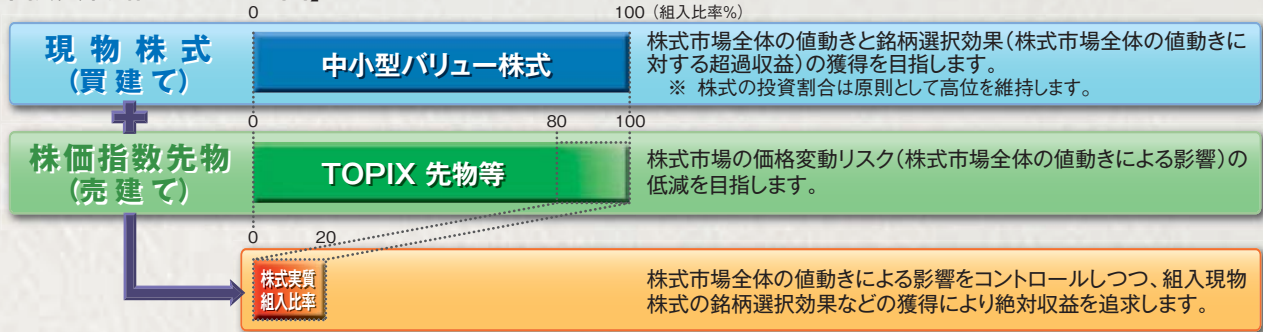 0 100（組入比率%）
現物株式
(買建て)
中小型バリュー株式
株式市場全体の値動きと銘柄選択効果（株式市場全体の値動きに
対する超過収益）の獲得を目指します。
※ 株式の投資割合は原則として高位を維持します。
0 80 100
株価指数先物
(売建て)
TOPIX 先物等
株式市場の価格変動リスク（株式市場全体の値動きによる影響）の
低減を目指します。
0 20
株式実質
組入比率
株式市場全体の値動きによる影響をコントロールしつつ、組入現物
株式の銘柄選択効果などの獲得により絶対収益を追求します。